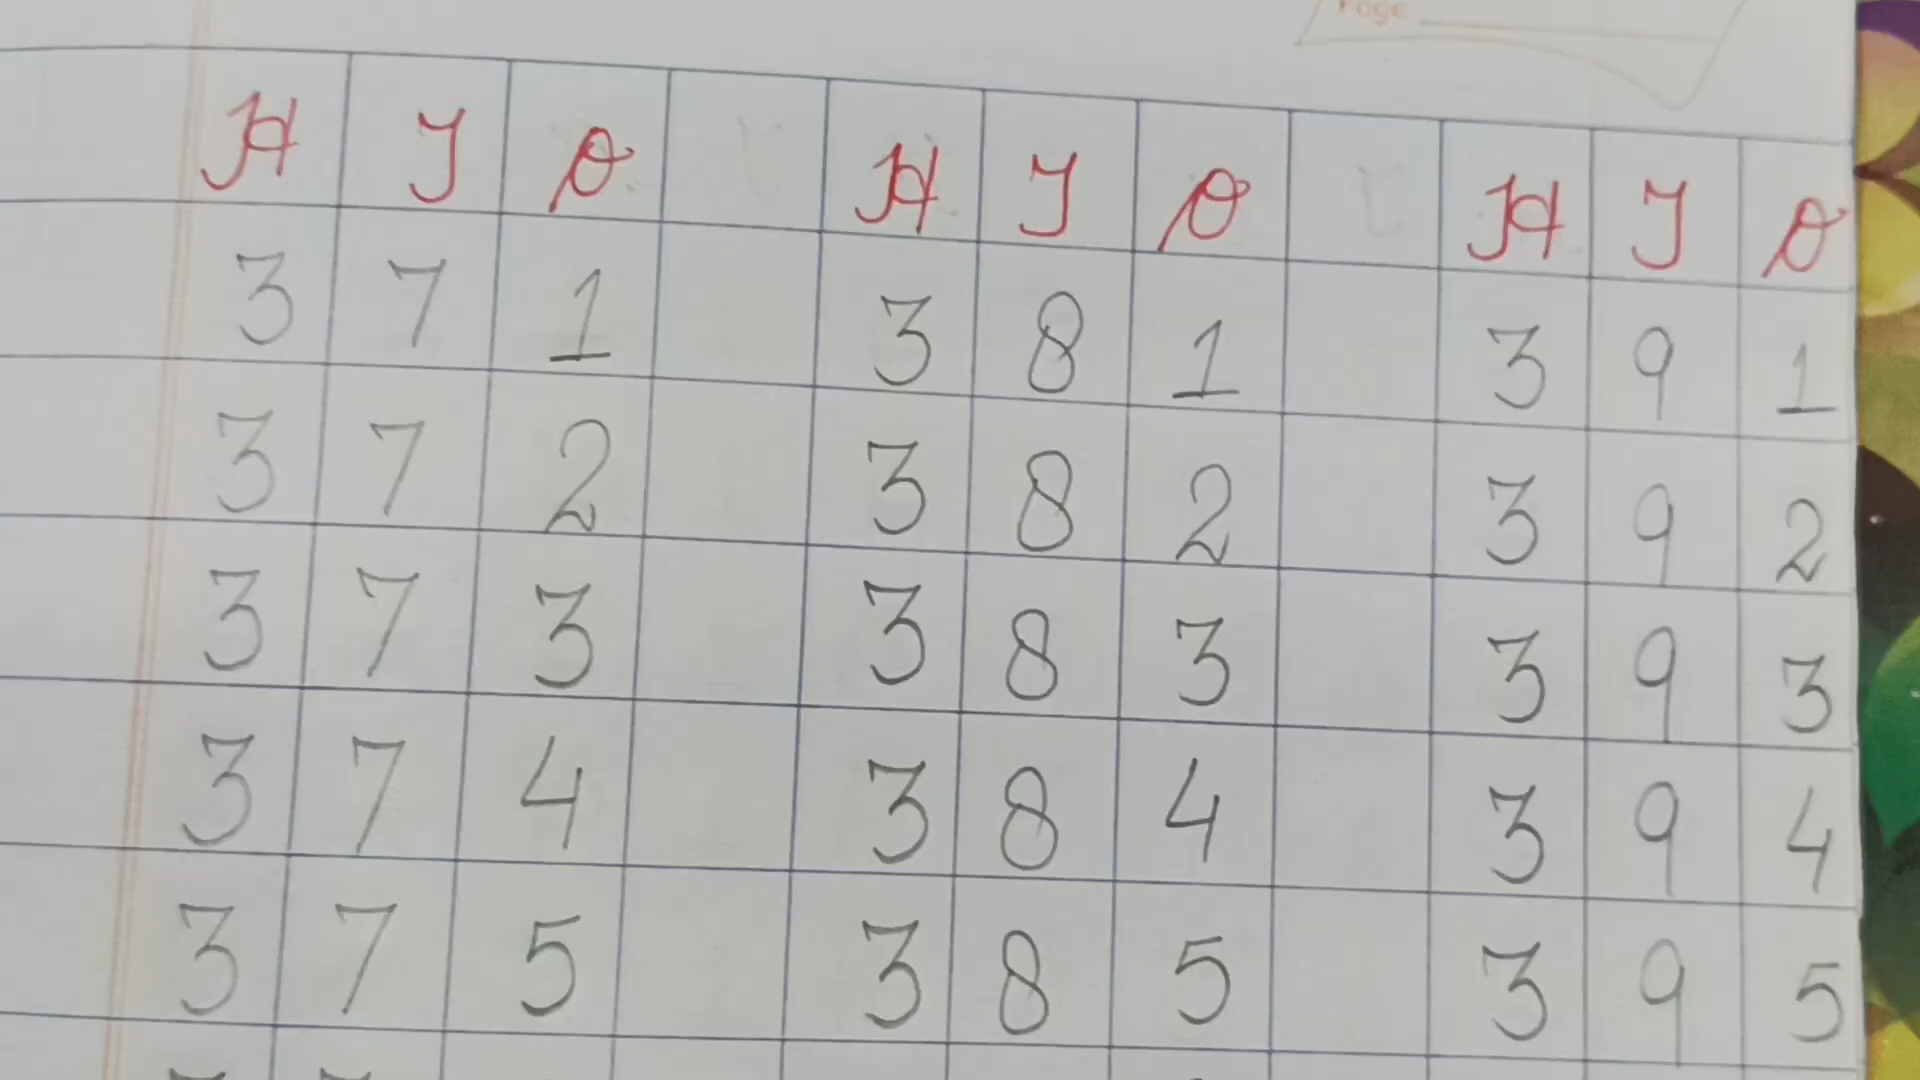 Page
H T O H T O H T O
3 7 1 3 8 1 3 9 1
3 7 2 3 8 2 3 9 2
3 7 3 3 8 3 3 9 3
3 7 4 3 8 4 3 9 4
3 7 5 3 8 5 3 9 5